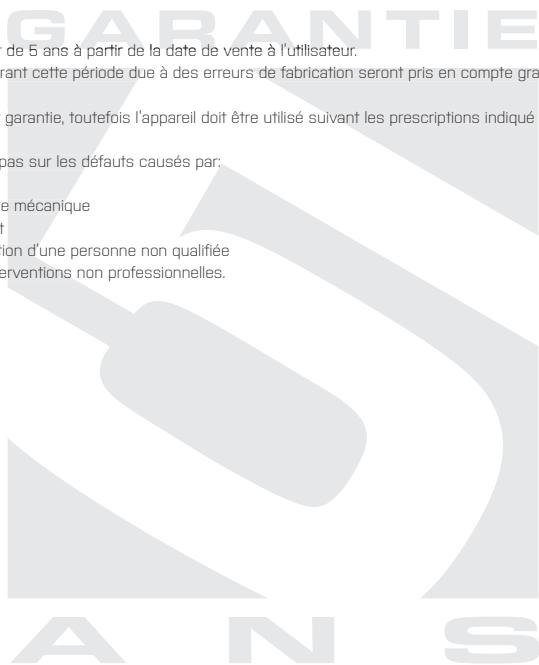 GARANTIE
de 5 ans à partir de la date de vente à l'utilisateur.
rant cette période due à des erreurs de fabrication seront pris en compte gra
garantie, toutefois l'appareil doit être utilisé suivant les prescriptions indiqué
pas sur les défauts causés par:
e mécanique
t
tion d'une personne non qualifiée
erventions non professionnelles.
5
ANS